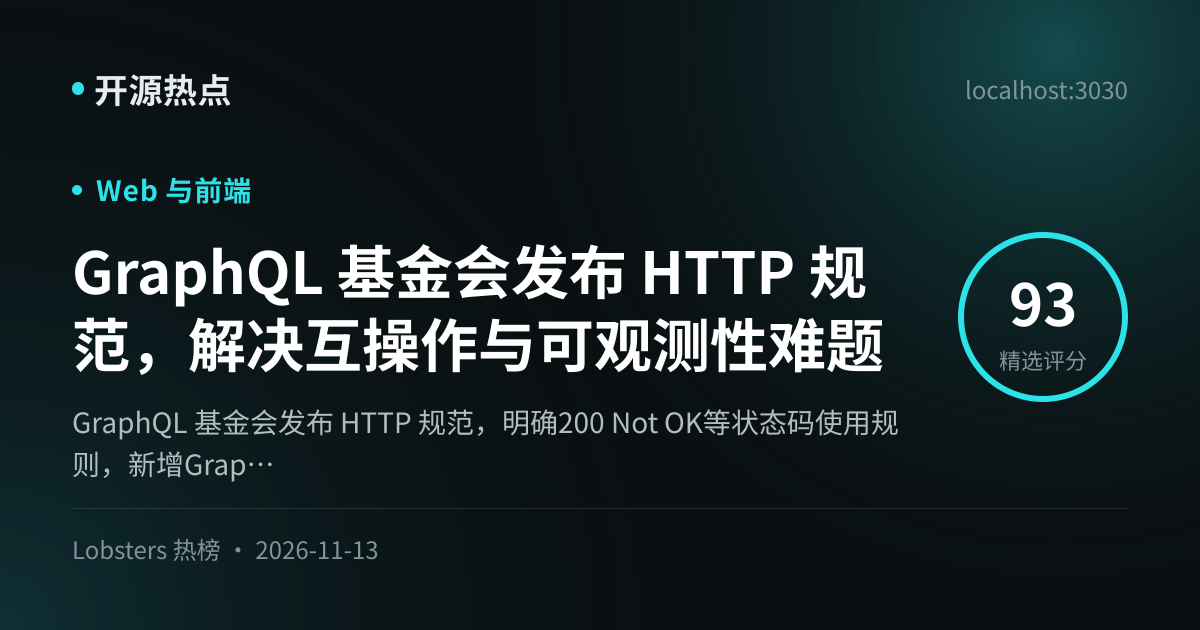 开源热点
localhost:3030
Web 与前端
GraphQL 基金会发布 HTTP 规
范，解决互操作与可观测性难题
93
精选评分
GraphQL 基金会发布 HTTP 规范，明确200 Not OK等状态码使用规
则，新增Grap…
Lobsters 热榜 · 2026-11-13